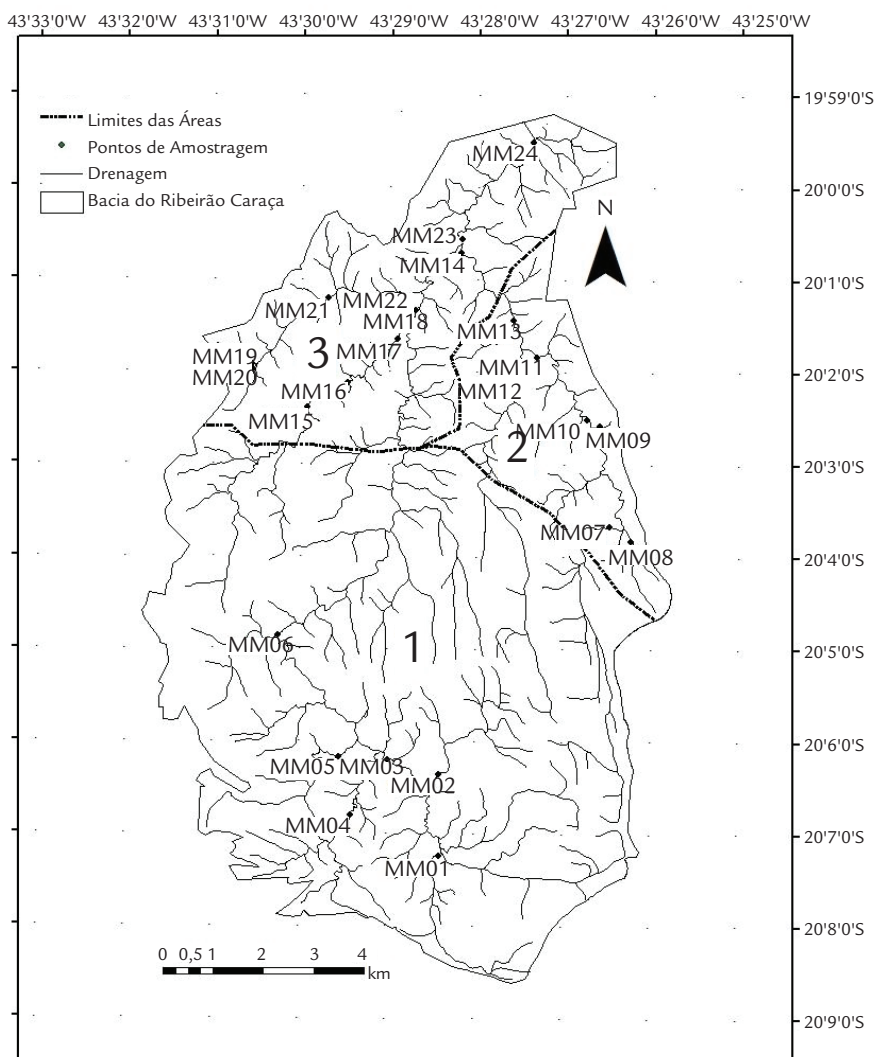 43'33'0"W 43'32'0"W 43'31'0"W 43'30'0"W 43'29'0"W 43'28'0"W 43'27'0"W 43'26'0"W 43'25'0"W
19°59'0'S
Limites das Áreas
Pontos de Amostragem
Drenagem
Bacia do Ribeirão Caraça
MM24
20°0'0'S
N
MM23
MM14
20°1'0'S
MM22
MM21
MM18
MM13
MM17
3
MM19
MM11
20°2'0'S
MM20
MM16
MM12
MM15
MM10
MM09
2
20°3'0'S
MM07
MM08
20°4'0'S
MM06
1
20°5'0'S
20°6'0'S
MM05
MM03
MM02
MM04
20°7'0'S
MM01
20°8'0'S
0 0,5 1 2 3 4
km
20°9'0'S